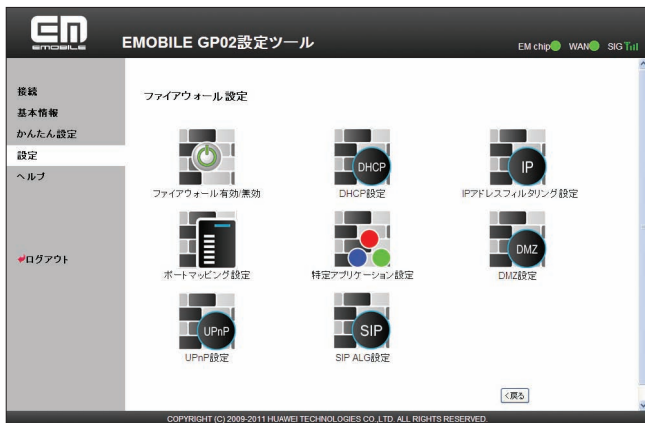 EM
EMOBILE
EMOBILE GP02設定ツール
EM chip WAN SIG
接続
基本情報
かんたん設定
設定
ヘルプ
ログアウト
ファイアウォール 設定
DHCP
IP
ファイアウォール有効/無効
DHCP設定
IPアドレスフィルタリング設定
DMZ
ポートマッピング設定
特定アプリケーション設定
DMZ設定
UPnP
SIP
UPnP設定
SIP ALG設定
<戻る
COPYRIGHT (C) 2009-2011 HUAWEI TECHNOLOGIES CO.,LTD. ALL RIGHTS RESERVED.